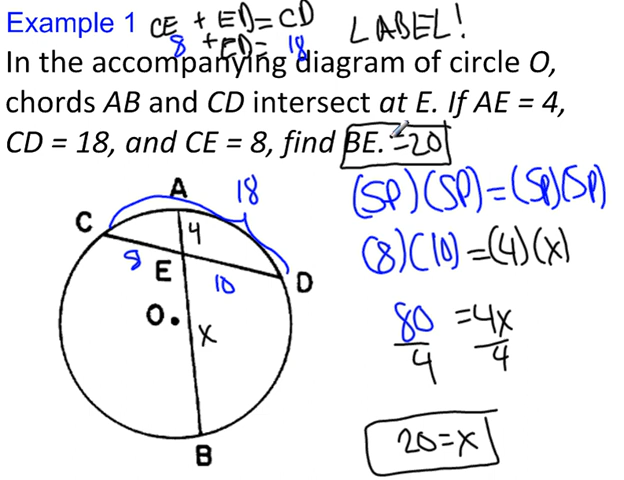 Example 1 CE + ED = CD LABEL!
8 + ED = 18
In the accompanying diagram of circle O,
chords AB and CD intersect at E. If AE = 4,
CD = 18, and CE = 8, find BE. = 20
A 18
C 4
8 E 10 D
O x
B
(SP)(SP)=(SP)(SP)
(8)(10)=(4)(x)
80 = 4x
4 4
20=x